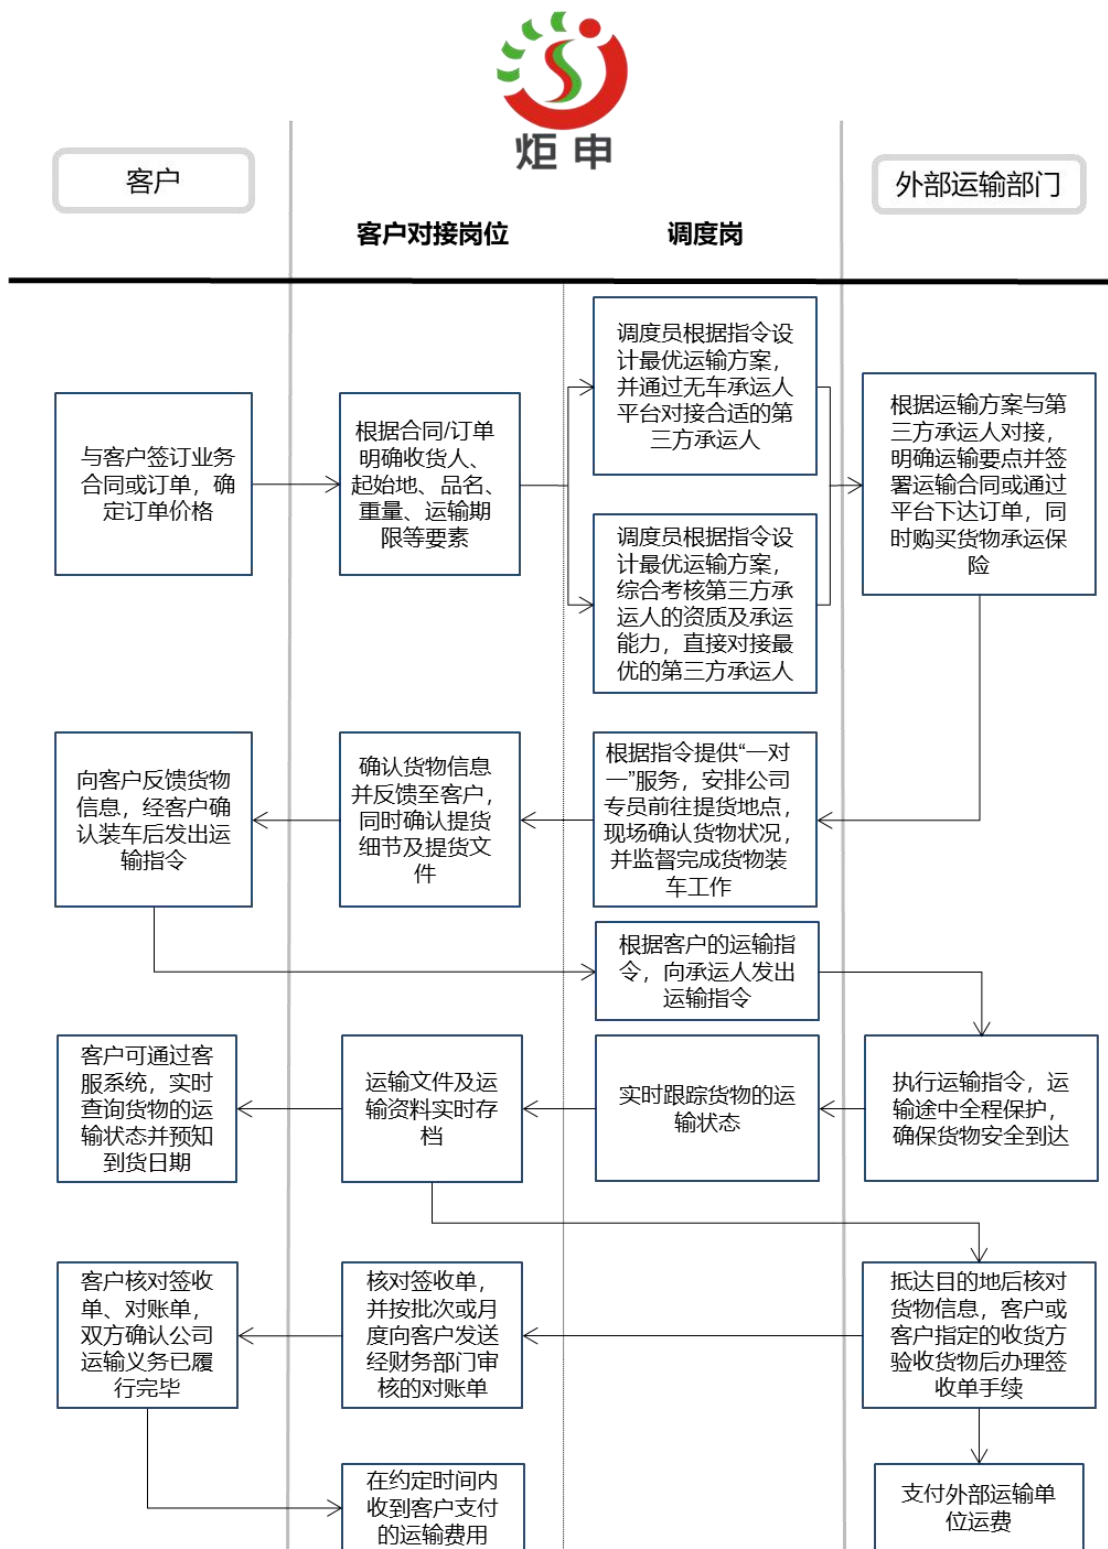 炬申
客户
外部运输部门
客户对接岗位
调度岗
调度员根据指令设
计最优运输方案，
并通过无车承运人
平台对接合适的第
三方承运人
与客户签订业务
合同或订单，确
定订单价格
根据合同/订单
明确收货人、
起始地、品名、
重量、运输期
限等要素
根据运输方案与第
三方承运人对接，
明确运输要点并签
署运输合同或通过
平台下达订单，同
时购买货物承运保
险
调度员根据指令设
计最优运输方案，
综合考核第三方承
运人的资质及承运
能力，直接对接最
优的第三方承运人
向客户反馈货物
信息，经客户确
认装车后发出运
输指令
确认货物信息
并反馈至客户，
同时确认提货
细节及提货文
件
根据指令提供“一对
一”服务，安排公司
专员前往提货地点，
现场确认货物状况，
并监督完成货物装
车工作
根据客户的运输指
令，向承运人发出
运输指令
客户可通过客
服系统，实时
查询货物的运
输状态并预知
到货日期
运输文件及运
输资料实时存
档
实时跟踪货物的运
输状态
执行运输指令，运
输途中全程保护，
确保货物安全到达
客户核对签收
单、对账单，
双方确认公司
运输义务已履
行完毕
核对签收单，
并按批次或月
度向客户发送
经财务部门审
核的对账单
抵达目的地后核对
货物信息，客户或
客户指定的收货方
验收货物后办理签
收单手续
在约定时间内
收到客户支付
的运输费用
支付外部运输单
位运费